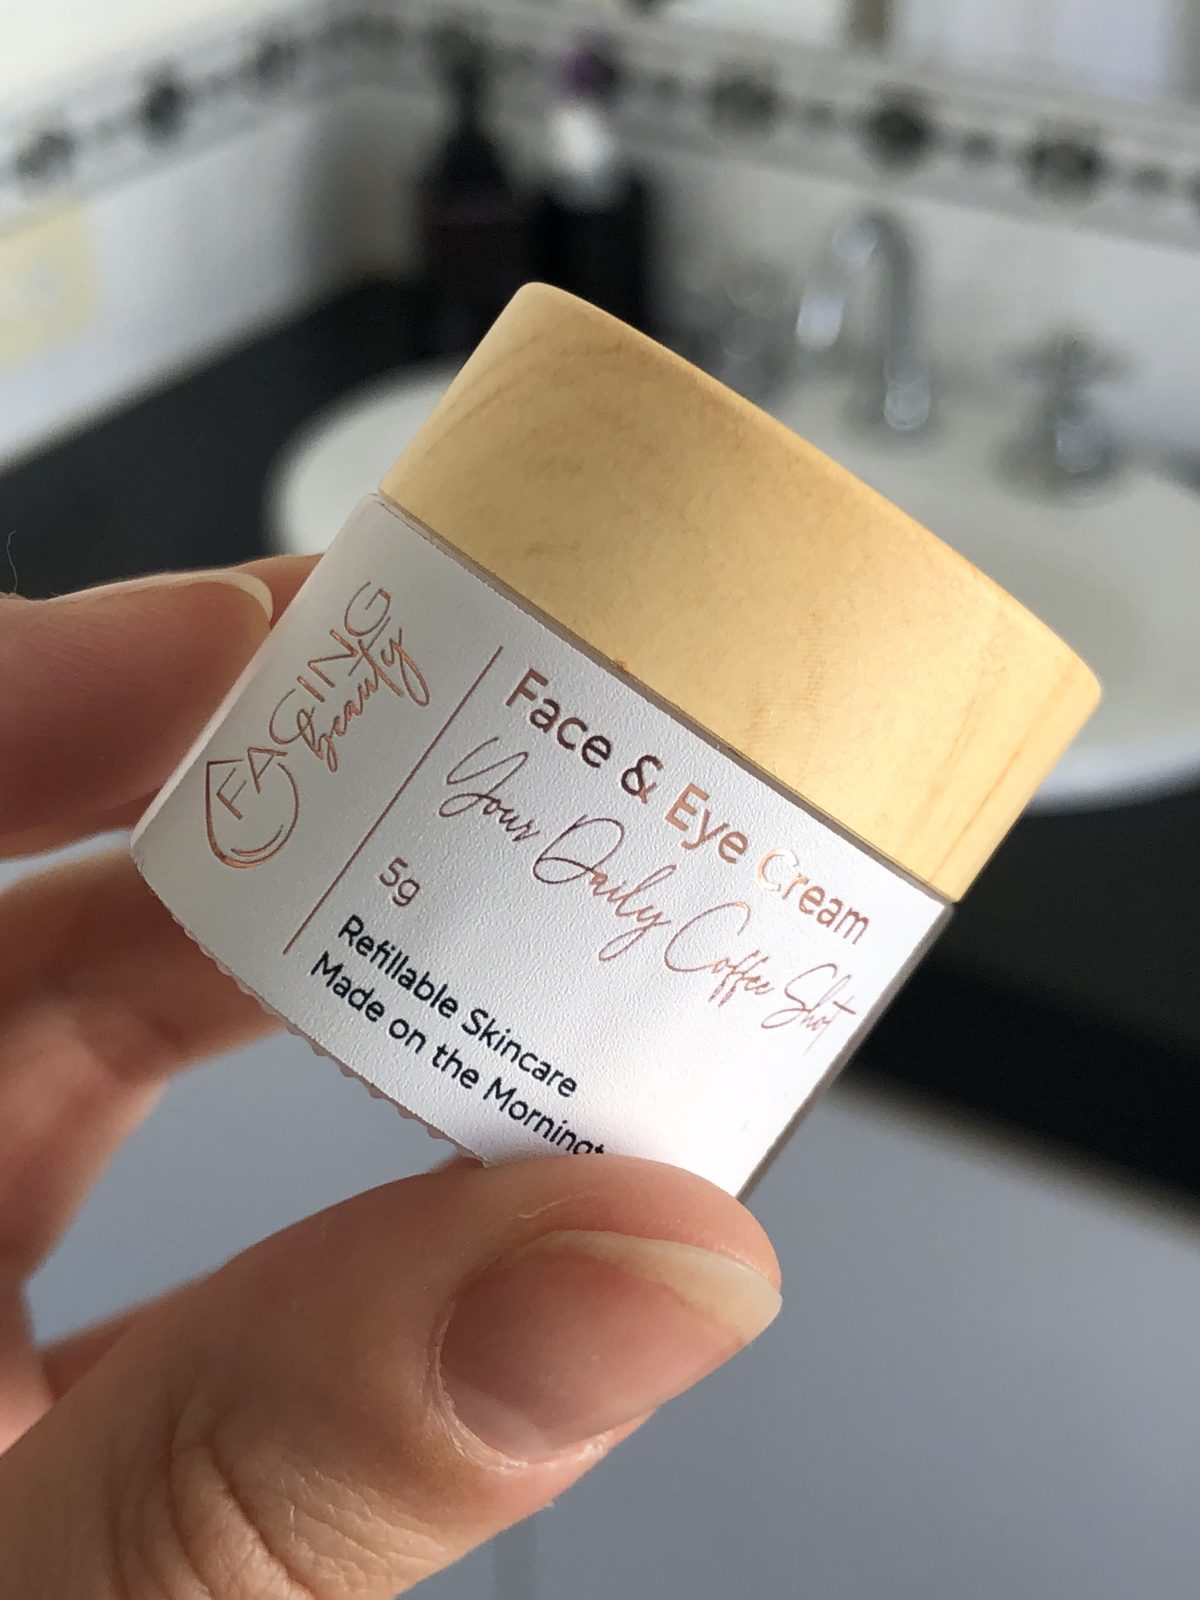 FACING
beauty
Face & Eye Cream
Your Daily Coffee Shot
5g
Refillable Skincare
Made on the